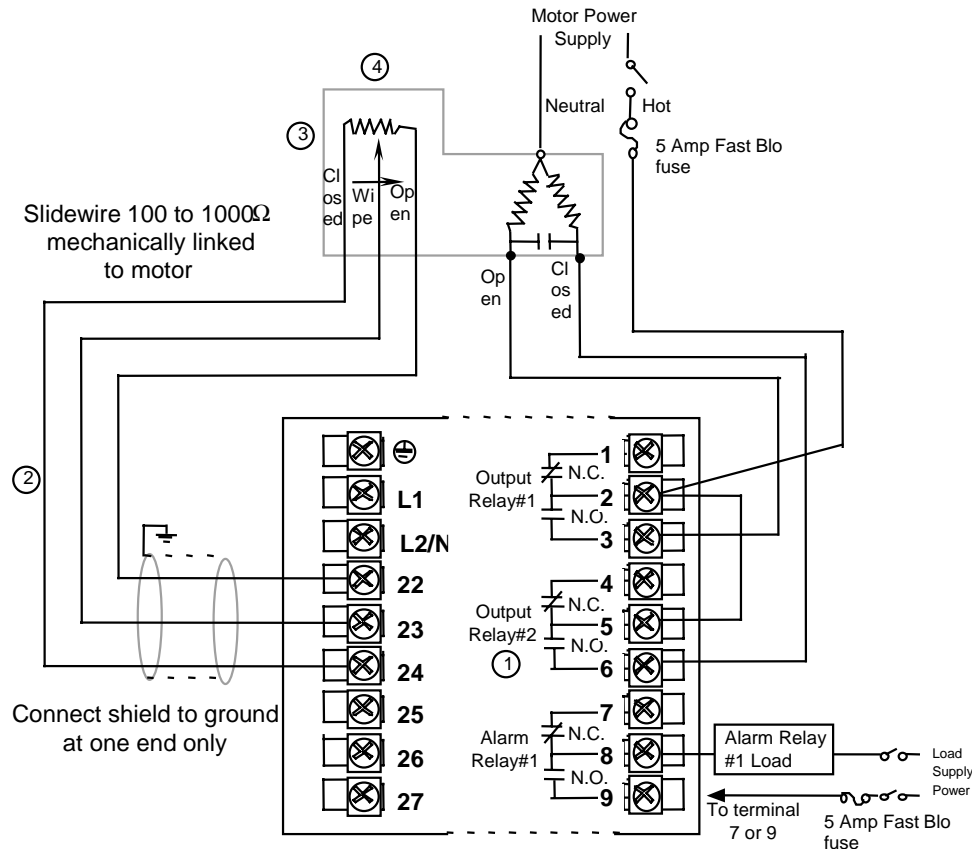 Motor Power
Supply
4
Neutral
Hot
3
5 Amp Fast Blo
fuse
Cl
os
ed
Wi
pe
Op
en
Slidewire 100 to 1000Ω
mechanically linked
to motor
Op
en
Cl
os
ed
2
L1
L2/N
22
23
24
25
26
27
Connect shield to ground
at one end only
Output
Relay#1
N.C.
N.O.
1
2
3
Output
Relay#2
1
N.C.
N.O.
4
5
6
Alarm
Relay#1
N.C.
N.O.
7
8
9
Alarm Relay
#1 Load
Load
Supply
Power
To terminal
7 or 9
5 Amp Fast Blo
fuse